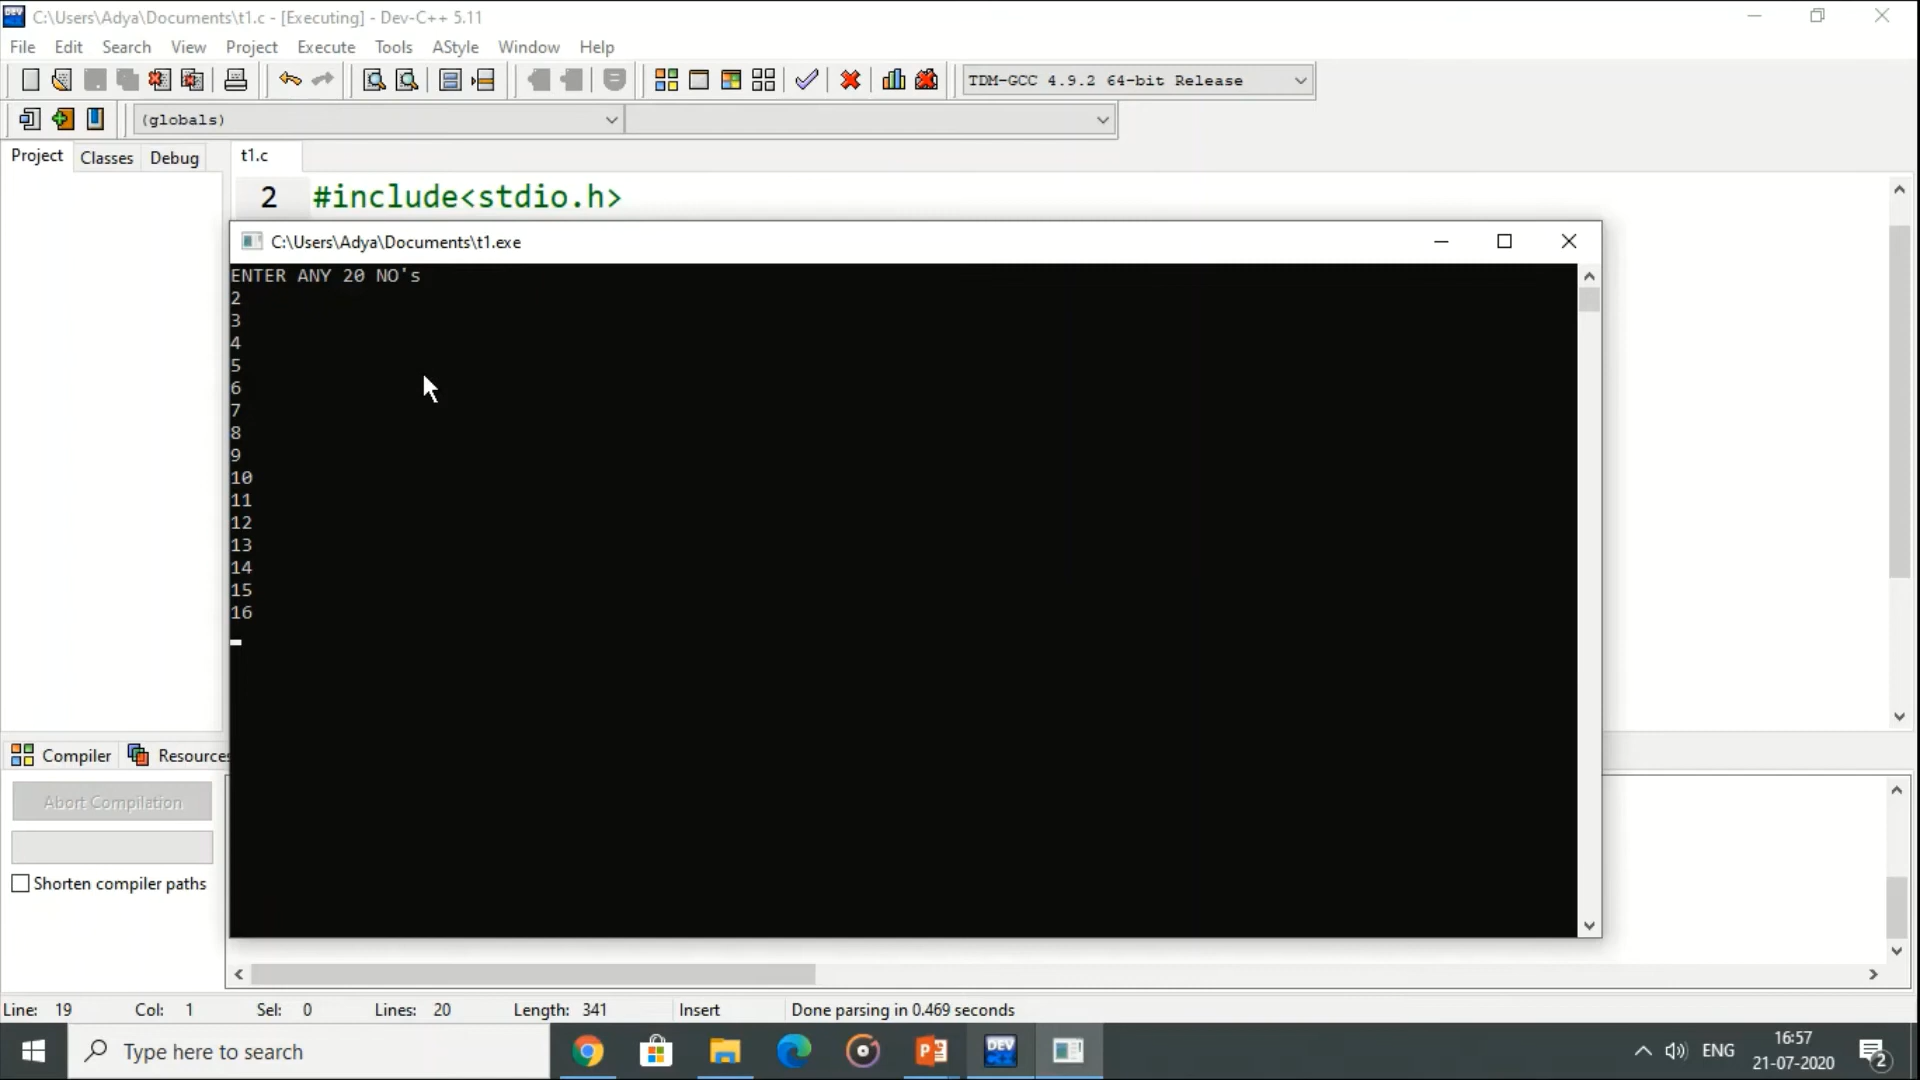 C:\Users\Adya\Documents\t1.c - [Executing] - Dev-C++ 5.11
File Edit Search View Project Execute Tools AStyle Window Help
TDM-GCC 4.9.2 64-bit Release
(globals)
Project Classes Debug t1.c
2 #include<stdio.h>
C:\Users\Adya\Documents\t1.exe
ENTER ANY 20 NO's
2
3
4
5
6
7
8
9
10
11
12
13
14
15
16
Compiler Resources
Abort Compilation
Shorten compiler paths
Line: 19 Col: 1 Sel: 0 Lines: 20 Length: 341 Insert Done parsing in 0.469 seconds
Type here to search
DEV
ENG
16:57
21-07-2020
2